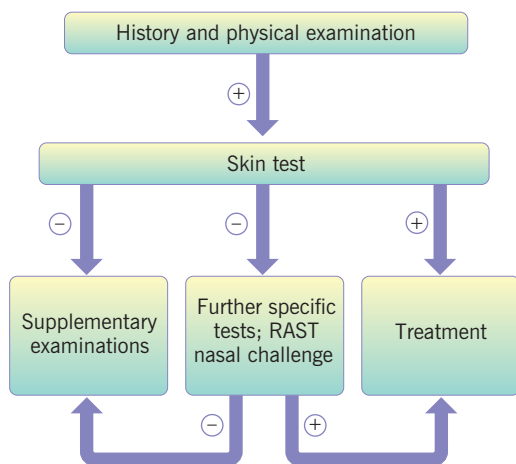 History and physical examination
+
Skin test
−
−
+
Supplementary
examinations
Further specific
tests; RAST
nasal challenge
Treatment
−
+